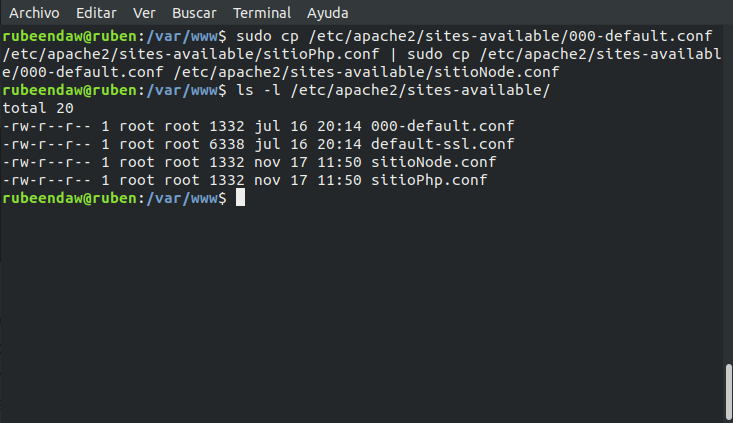 Archivo Editar Ver Buscar Terminal Ayuda
rubeendaw@ruben:/var/www$ sudo cp /etc/apache2/sites-available/000-default.conf
/etc/apache2/sites-available/sitioPhp.conf | sudo cp /etc/apache2/sites-availabl
e/000-default.conf /etc/apache2/sites-available/sitioNode.conf
rubeendaw@ruben:/var/www$ ls -l /etc/apache2/sites-available/
total 20
-rw-r--r-- 1 root root 1332 jul 16 20:14 000-default.conf
-rw-r--r-- 1 root root 6338 jul 16 20:14 default-ssl.conf
-rw-r--r-- 1 root root 1332 nov 17 11:50 sitioNode.conf
-rw-r--r-- 1 root root 1332 nov 17 11:50 sitioPhp.conf
rubeendaw@ruben:/var/www$